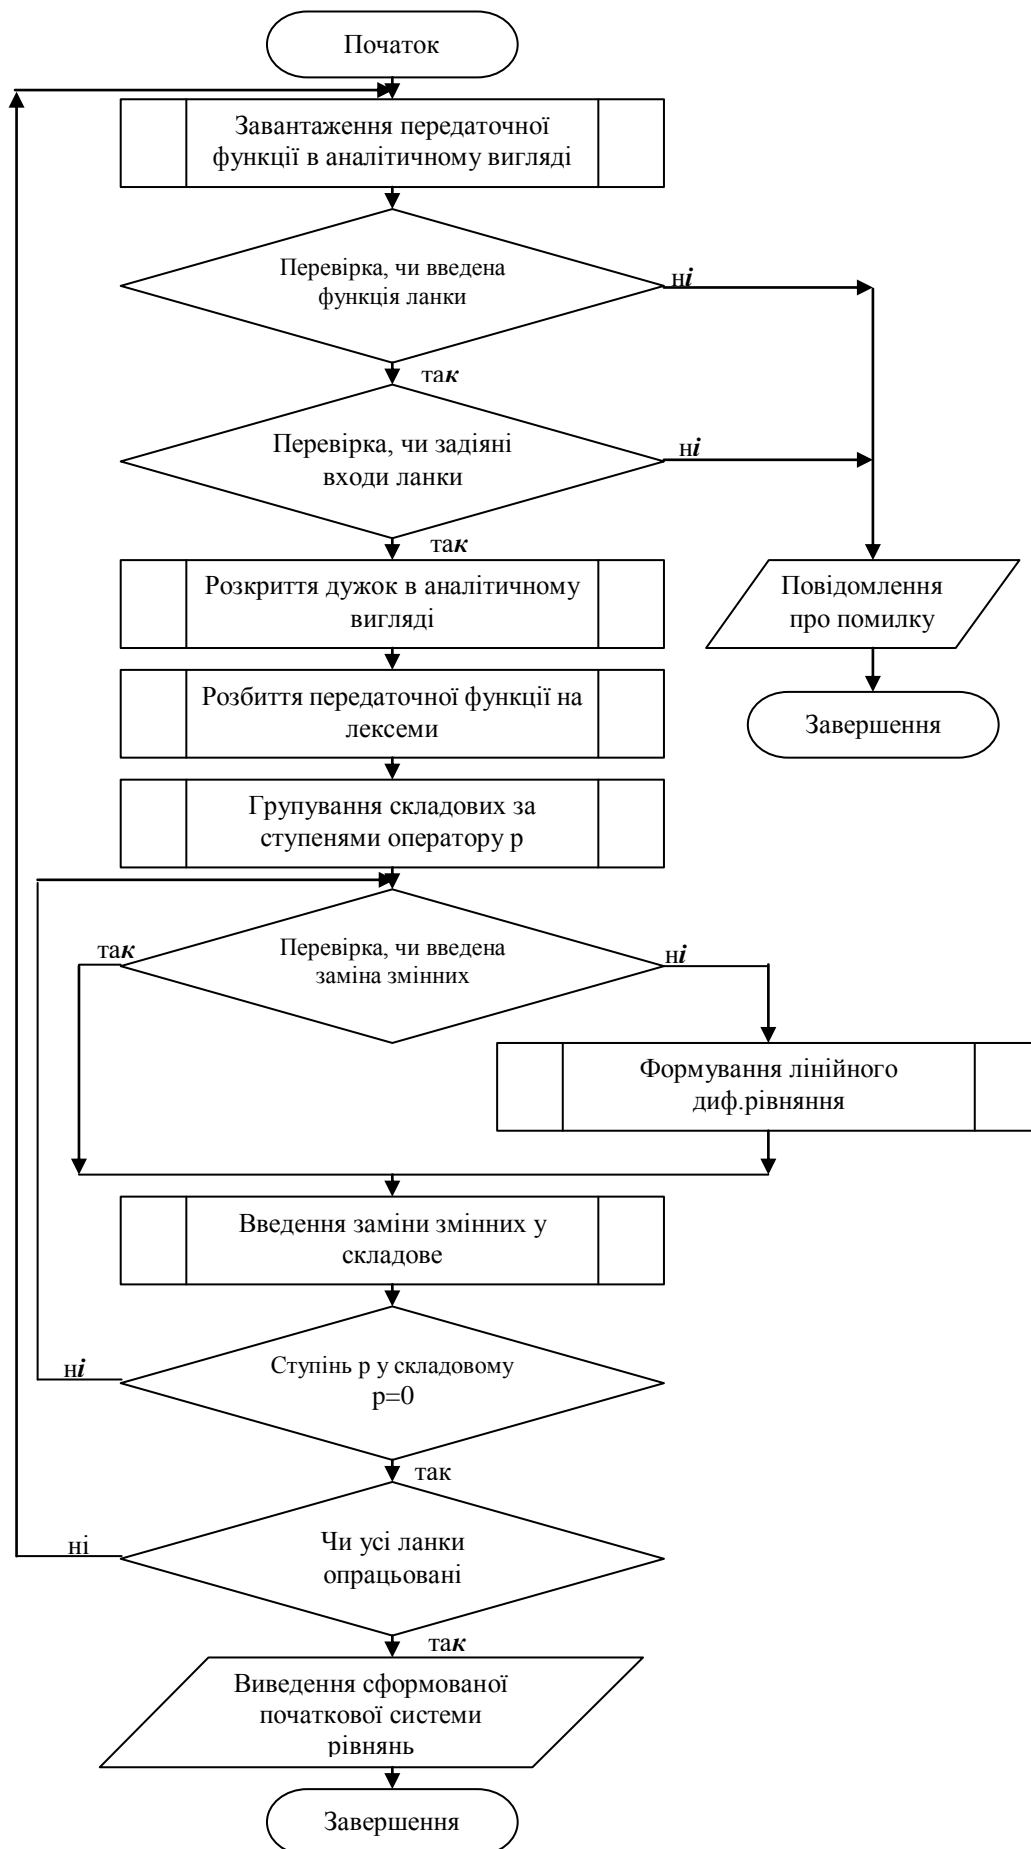 Початок
Завантаження передаточної
функції в аналітичному вигляді
Перевірка, чи введена
функція ланки
ні
так
Перевірка, чи задіяні
входи ланки
ні
так
Розкриття дужок в аналітичному
вигляді
Повідомлення
про помилку
Розбиття передаточної функції на
лексеми
Завершення
Групування складових за
ступенями оператору р
так
Перевірка, чи введена
заміна змінних
ні
Формування лінійного
диф.рівняння
Введення заміни змінних у
складове
ні
Ступінь р у складовому
р=0
так
ні
Чи усі ланки
опрацьовані
так
Виведення сформованої
початкової системи
рівнянь
Завершення